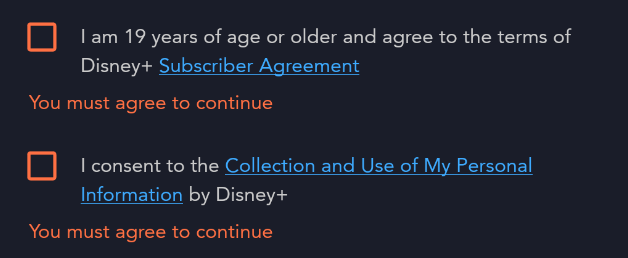 I am 19 years of age or older and agree to the terms of
Disney+ Subscriber Agreement
You must agree to continue
I consent to the Collection and Use of My Personal
Information by Disney+
You must agree to continue